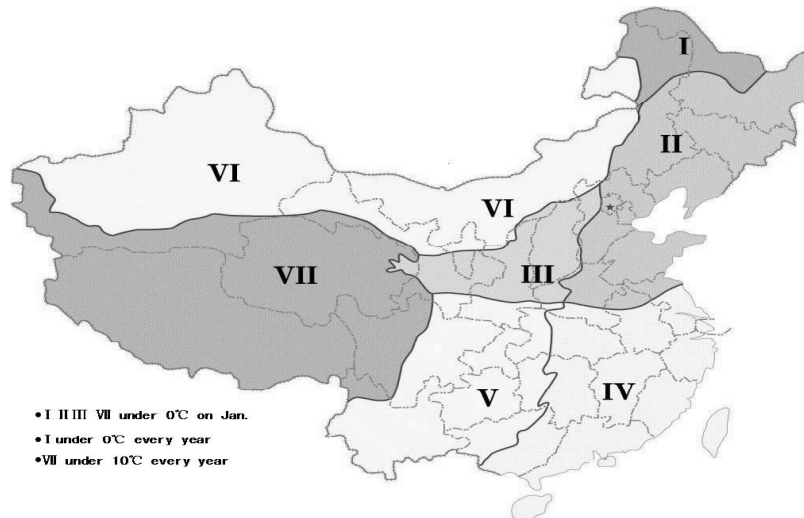 I
II
VI
VI
VII
III
V
IV
• I II III VII under 0℃ on Jan.
• I under 0℃ every year
• VII under 10℃ every year